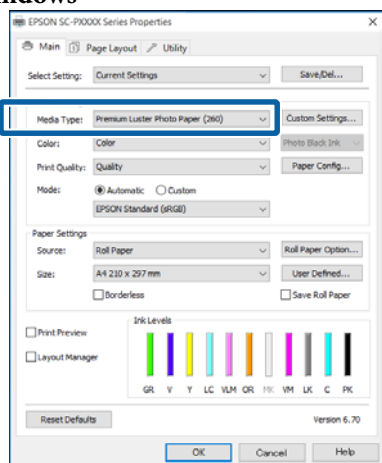 EPSON SC-PXXXX Series Properties
Main Page Layout Utility
Select Setting: Current Settings Save/Del...
Media Type: Premium Luster Photo Paper (260) Custom Settings...
Color: Color Photo Black Ink
Print Quality: Quality Paper Config...
Mode: Automatic Custom
EPSON Standard (sRGB)
Paper Settings
Source: Roll Paper Roll Paper Option...
Size: A4 210 x 297 mm User Defined...
Borderless Save Roll Paper
Print Preview
Layout Manager
Ink Levels
GR V Y LC VLM OR MK VM LK C PK
Reset Defaults Version 6.70
OK Cancel Help